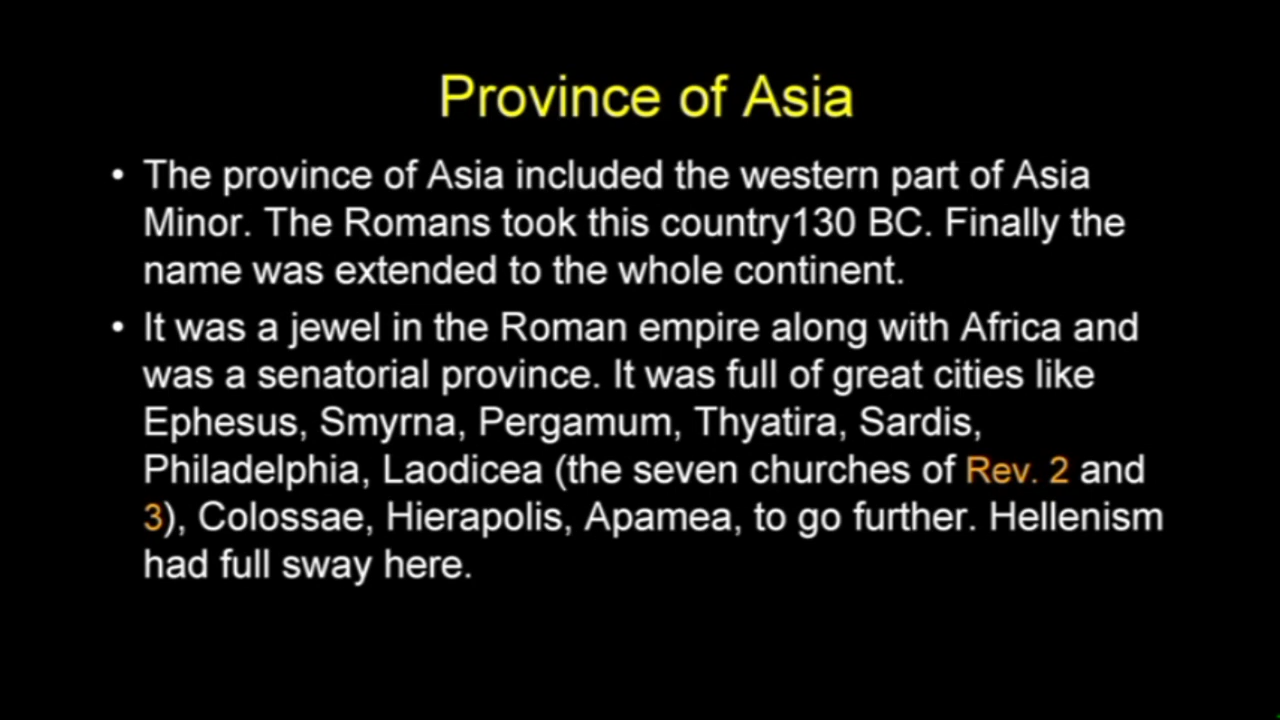 Province of Asia
• The province of Asia included the western part of Asia
Minor. The Romans took this country130 BC. Finally the
name was extended to the whole continent.
• It was a jewel in the Roman empire along with Africa and
was a senatorial province. It was full of great cities like
Ephesus, Smyrna, Pergamum, Thyatira, Sardis,
Philadelphia, Laodicea (the seven churches of Rev. 2 and
3), Colossae, Hierapolis, Apamea, to go further. Hellenism
had full sway here.